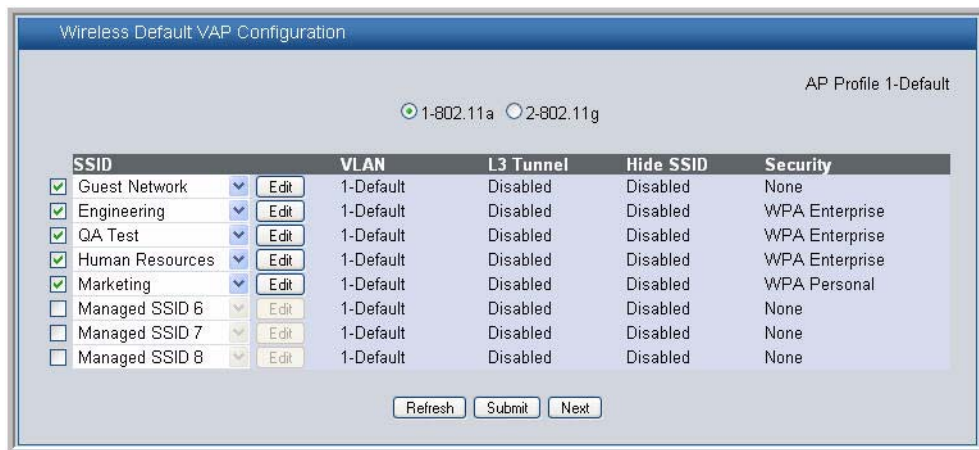 Wireless Default VAP Configuration
AP Profile 1-Default
1-802.11a 2-802.11g
SSID VLAN L3 Tunnel Hide SSID Security
Guest Network Edit 1-Default Disabled Disabled None
Engineering Edit 1-Default Disabled Disabled WPA Enterprise
QA Test Edit 1-Default Disabled Disabled WPA Enterprise
Human Resources Edit 1-Default Disabled Disabled WPA Enterprise
Marketing Edit 1-Default Disabled Disabled WPA Personal
Managed SSID 6 Edit 1-Default Disabled Disabled None
Managed SSID 7 Edit 1-Default Disabled Disabled None
Managed SSID 8 Edit 1-Default Disabled Disabled None
Refresh Submit Next